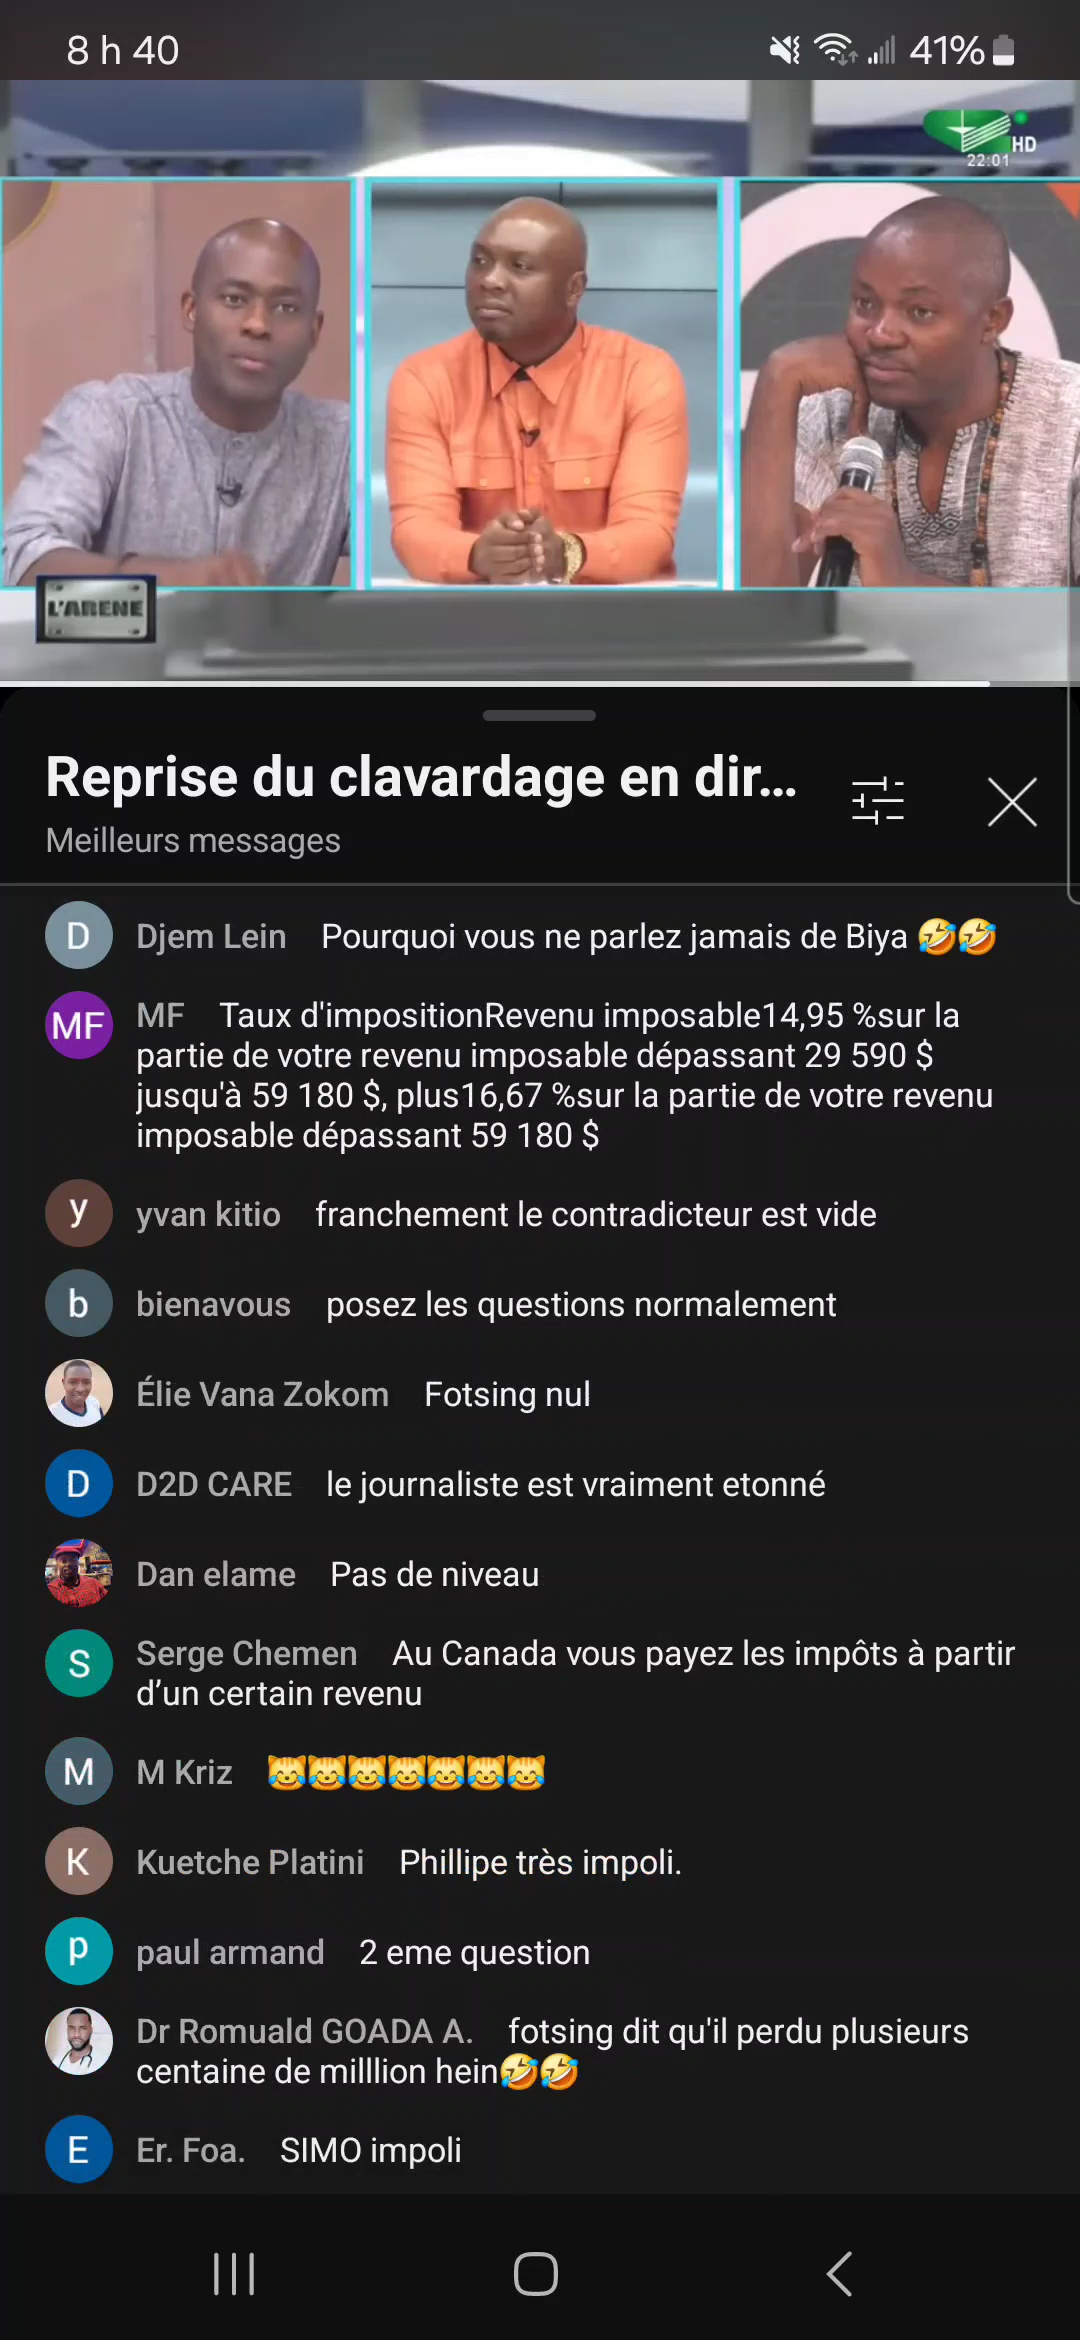 8 h 40
41%
HD
22:01
L'ARENE
Reprise du clavardage en dir...
Meilleurs messages
D Djem Lein Pourquoi vous ne parlez jamais de Biya 🤣🤣
MF MF Taux d'impositionRevenu imposable14,95 %sur la
partie de votre revenu imposable dépassant 29 590 $
jusqu'à 59 180 $, plus16,67 %sur la partie de votre revenu
imposable dépassant 59 180 $
y yvan kitio franchement le contradicteur est vide
b bienavous posez les questions normalement
Élie Vana Zokom Fotsing nul
D D2D CARE le journaliste est vraiment etonné
Dan elame Pas de niveau
S Serge Chemen Au Canada vous payez les impôts à partir
d’un certain revenu
M M Kriz 😹😹😹😹😹😹😹
K Kuetche Platini Phillipe très impoli.
p paul armand 2 eme question
Dr Romuald GOADA A. fotsing dit qu'il perdu plusieurs
centaine de milllion hein🤣🤣
E Er. Foa. SIMO impoli